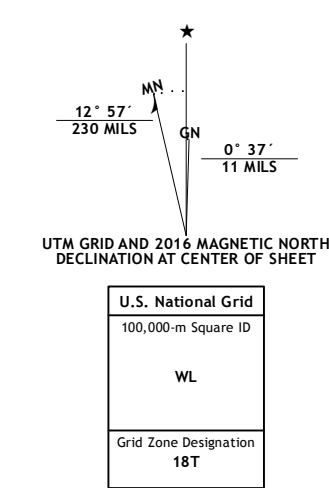 ★
MN
GN
12° 57´
230 MILS
0° 37´
11 MILS
UTM GRID AND 2016 MAGNETIC NORTH
DECLINATION AT CENTER OF SHEET
U.S. National Grid
100,000-m Square ID
WL
Grid Zone Designation
18T